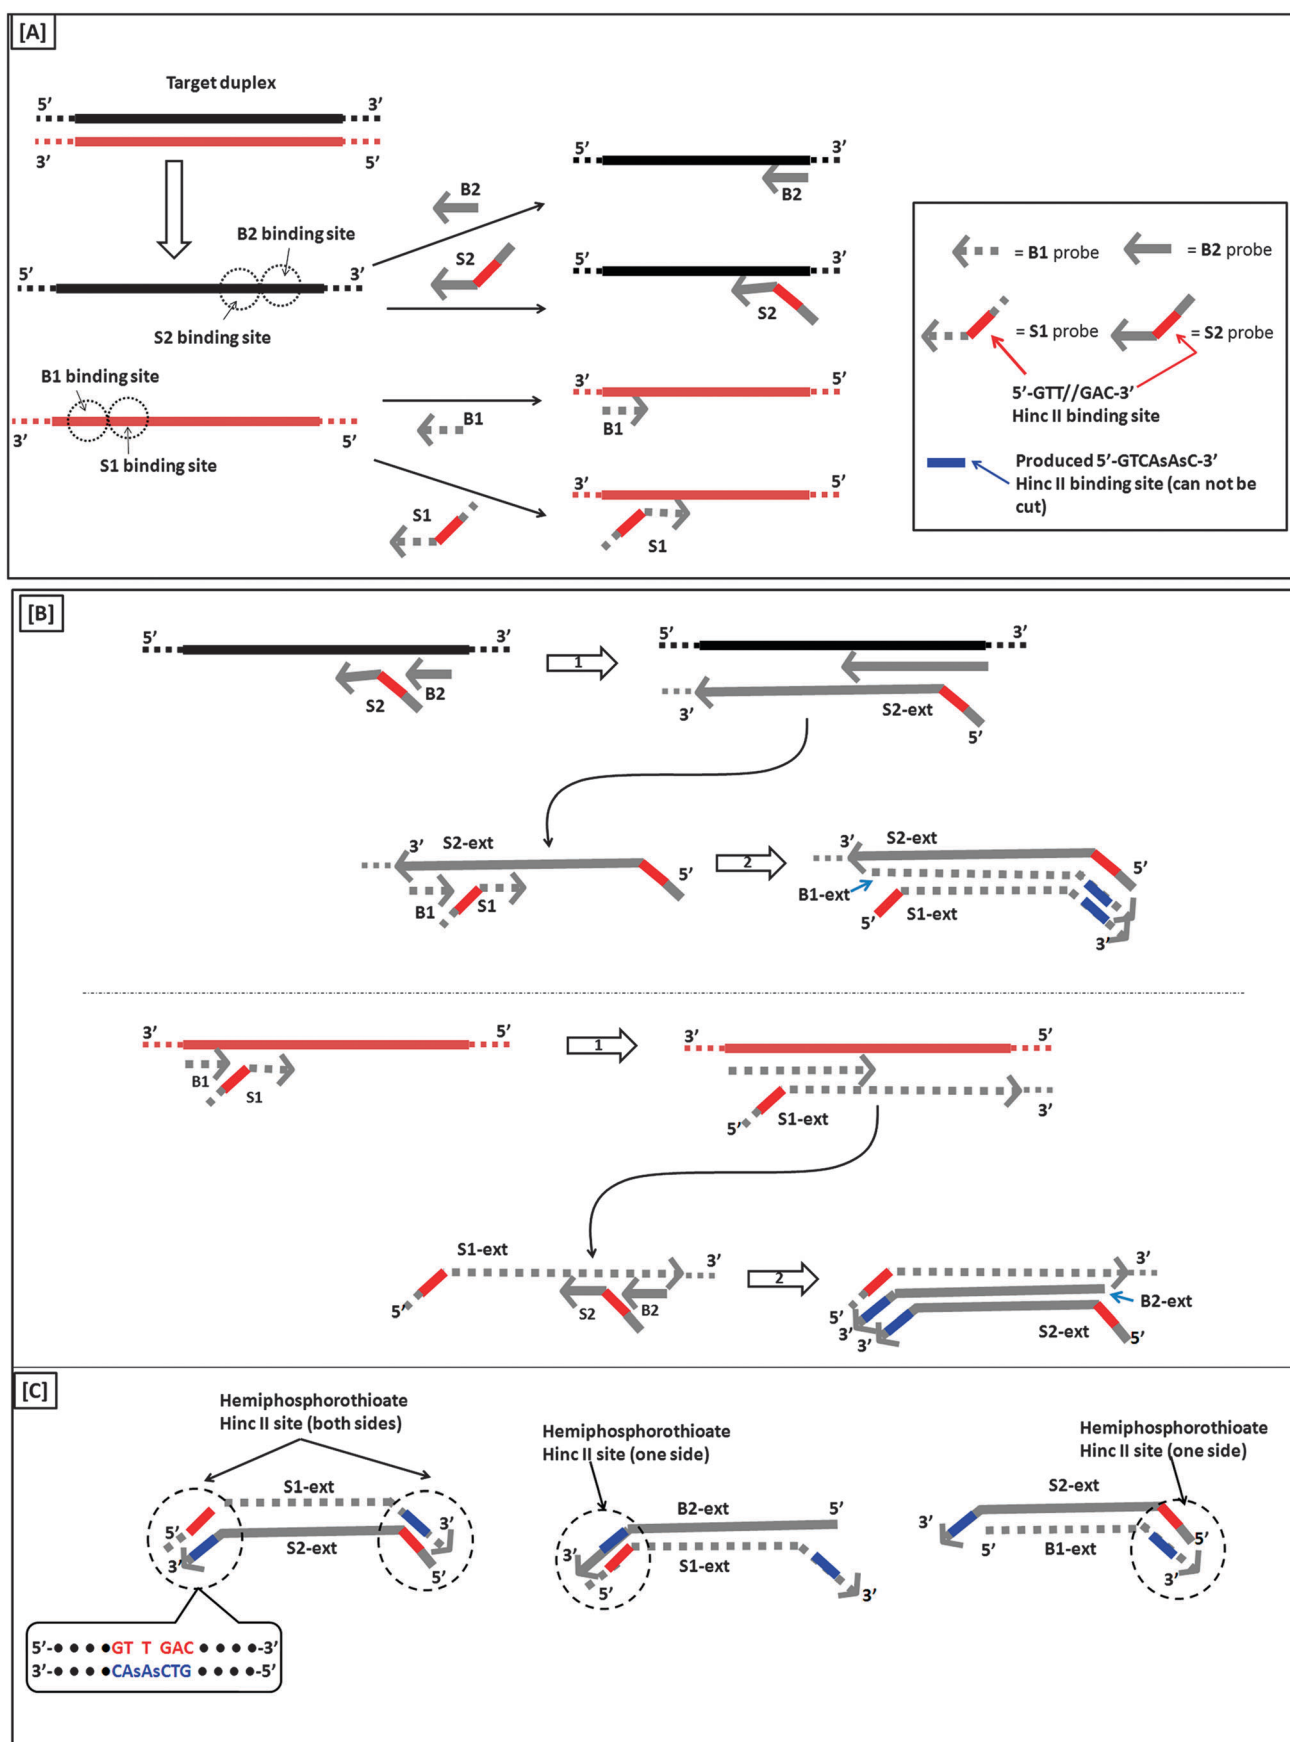 [A]
Target duplex
5’
3’
3’
5’
B2 binding site
5’
3’
S2 binding site
B1 binding site
3’
5’
S1 binding site
B2
S2
B1
S1
5’
3’
B2
5’
3’
S2
3’
5’
B1
3’
5’
S1
= B1 probe
= B2 probe
= S1 probe
= S2 probe
5’-GTT//GAC-3’
Hinc II binding site
Produced 5’-GTCAsAsC-3’
Hinc II binding site (can not be
cut)
[B]
5’
3’
S2
B2
1
5’
3’
3’
S2-ext
5’
3’
S2-ext
B1
S1
5’
2
3’
S2-ext
5’
B1-ext
5’
S1-ext
3’
3’
5’
B1
S1
1
3’
5’
5’
S1-ext
3’
S1-ext
3’
5’
S2
B2
2
3’
B2-ext
5’
3’
3’
S2-ext
5’
[C]
Hemiphosphorothioate
Hinc II site (both sides)
S1-ext
5’
3’
3’
S2-ext
5’
5’-••••GT T GAC••••-3’
3’-••••CAsAsCTG••••-5’
Hemiphosphorothioate
Hinc II site (one side)
B2-ext
5’
3’
5’
S1-ext
3’
Hemiphosphorothioate
Hinc II site (one side)
S2-ext
3’
5’
B1-ext
5’
3’